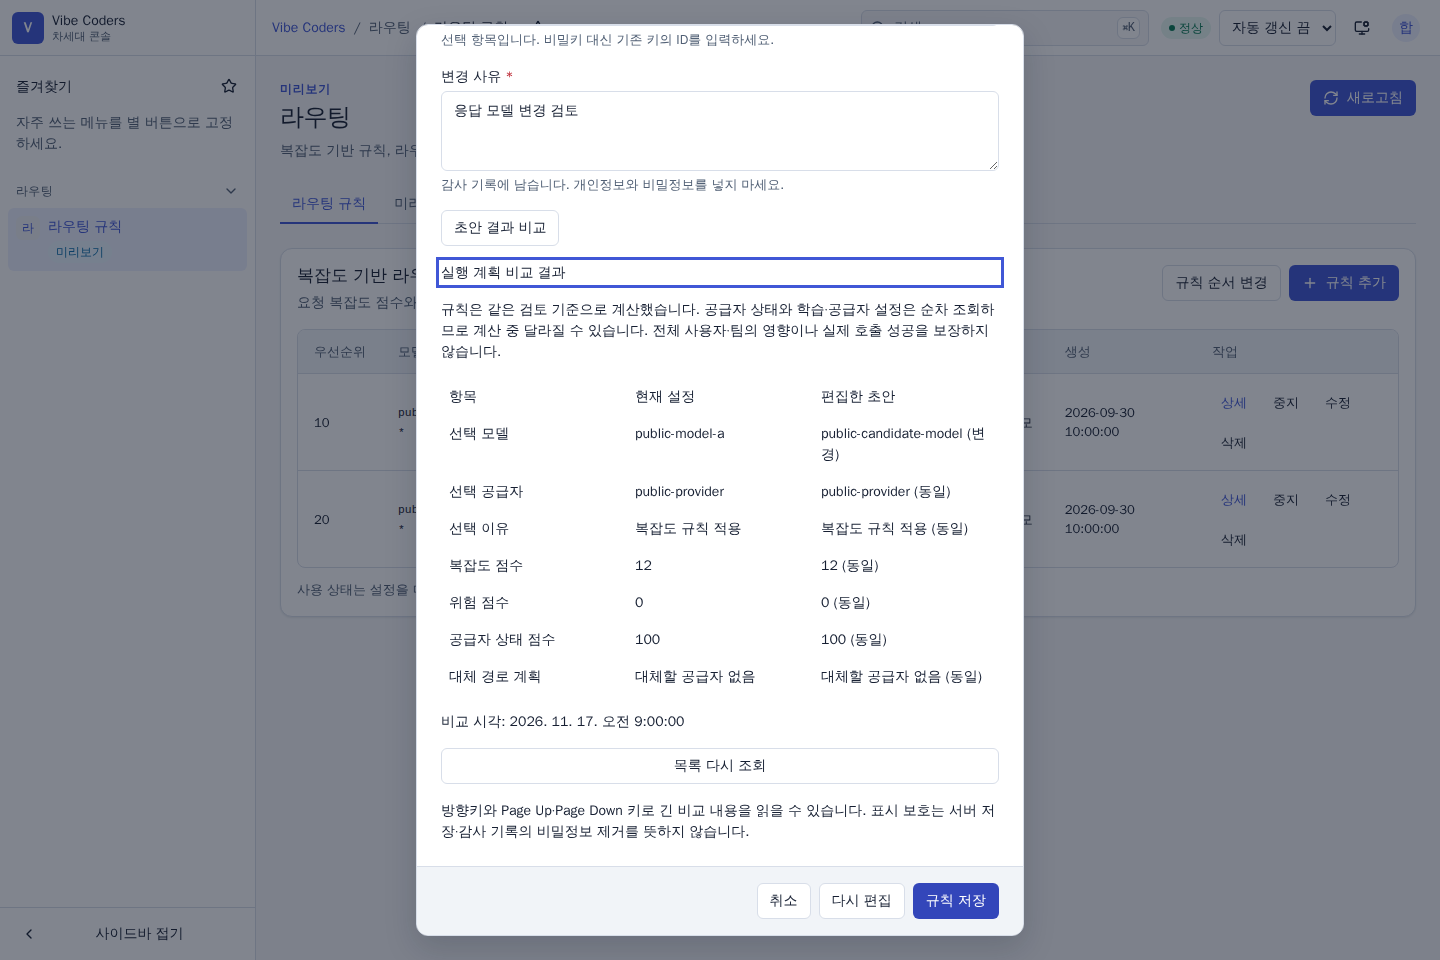 V
Vibe Coders
차세대 콘솔
Vibe Coders / 라우팅
⌘K
정상
자동 갱신 끔
합
즐겨찾기
자주 쓰는 메뉴를 별 버튼으로 고정
하세요.
라우팅
라 라우팅 규칙
미리보기
사이드바 접기
미리보기
라우팅
복잡도 기반 규칙, 라우
새로고침
라우팅 규칙
복잡도 기반 라우
요청 복잡도 점수와
규칙 순서 변경
규칙 추가
우선순위
생성
작업
10
pub
*
2026-09-30
10:00:00
상세 중지 수정
삭제
20
pub
*
2026-09-30
10:00:00
상세 중지 수정
삭제
사용 상태는 설정을
선택 항목입니다. 비밀키 대신 기존 키의 ID를 입력하세요.
변경 사유 *
응답 모델 변경 검토
감사 기록에 남습니다. 개인정보와 비밀정보를 넣지 마세요.
초안 결과 비교
실행 계획 비교 결과
규칙은 같은 검토 기준으로 계산했습니다. 공급자 상태와 학습·공급자 설정은 순차 조회하
므로 계산 중 달라질 수 있습니다. 전체 사용자·팀의 영향이나 실제 호출 성공을 보장하지
않습니다.
항목 현재 설정 편집한 초안
선택 모델 public-model-a public-candidate-model (변
경)
선택 공급자 public-provider public-provider (동일)
선택 이유 복잡도 규칙 적용 복잡도 규칙 적용 (동일)
복잡도 점수 12 12 (동일)
위험 점수 0 0 (동일)
공급자 상태 점수 100 100 (동일)
대체 경로 계획 대체할 공급자 없음 대체할 공급자 없음 (동일)
비교 시각: 2026. 11. 17. 오전 9:00:00
목록 다시 조회
방향키와 Page Up·Page Down 키로 긴 비교 내용을 읽을 수 있습니다. 표시 보호는 서버 저
장·감사 기록의 비밀정보 제거를 뜻하지 않습니다.
취소
다시 편집
규칙 저장